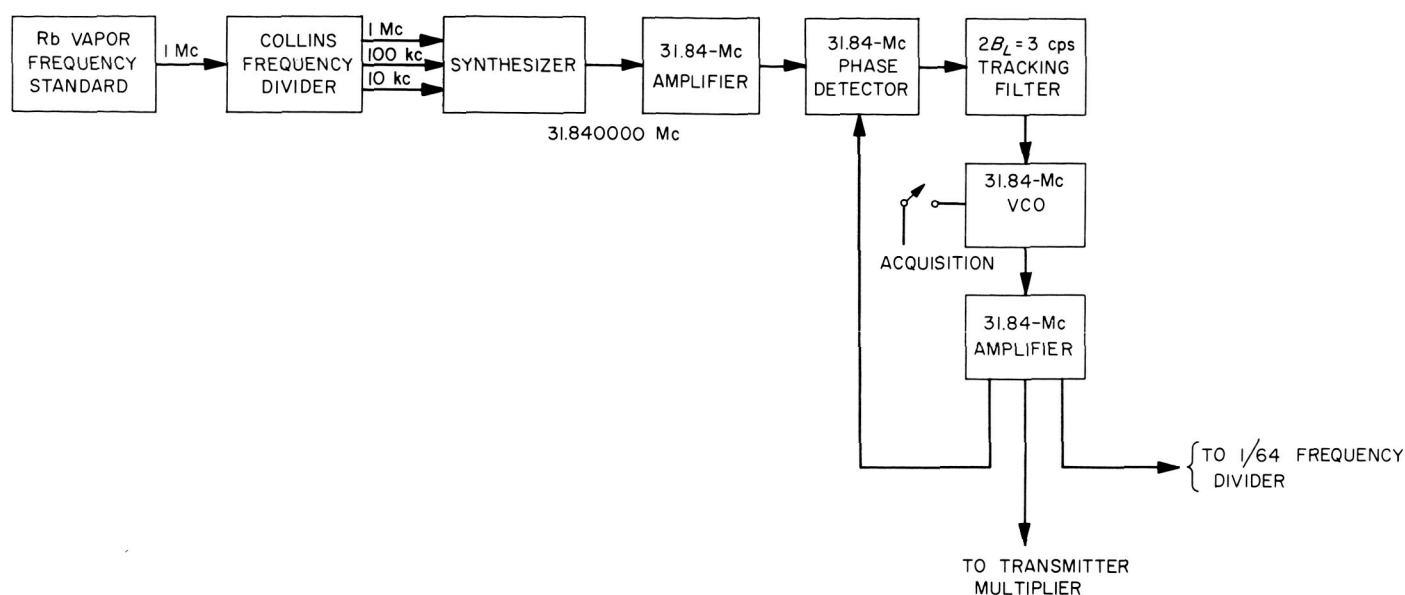 Rb VAPOR
FREQUENCY
STANDARD
1 Mc
COLLINS
FREQUENCY
DIVIDER
1 Mc
100 kc
10 kc
SYNTHESIZER
31.840000 Mc
31.84-Mc
AMPLIFIER
31.84-Mc
PHASE
DETECTOR
2B_L = 3 cps
TRACKING
FILTER
31.84-Mc
VCO
ACQUISITION
31.84-Mc
AMPLIFIER
TO 1/64 FREQUENCY
DIVIDER
TO TRANSMITTER
MULTIPLIER